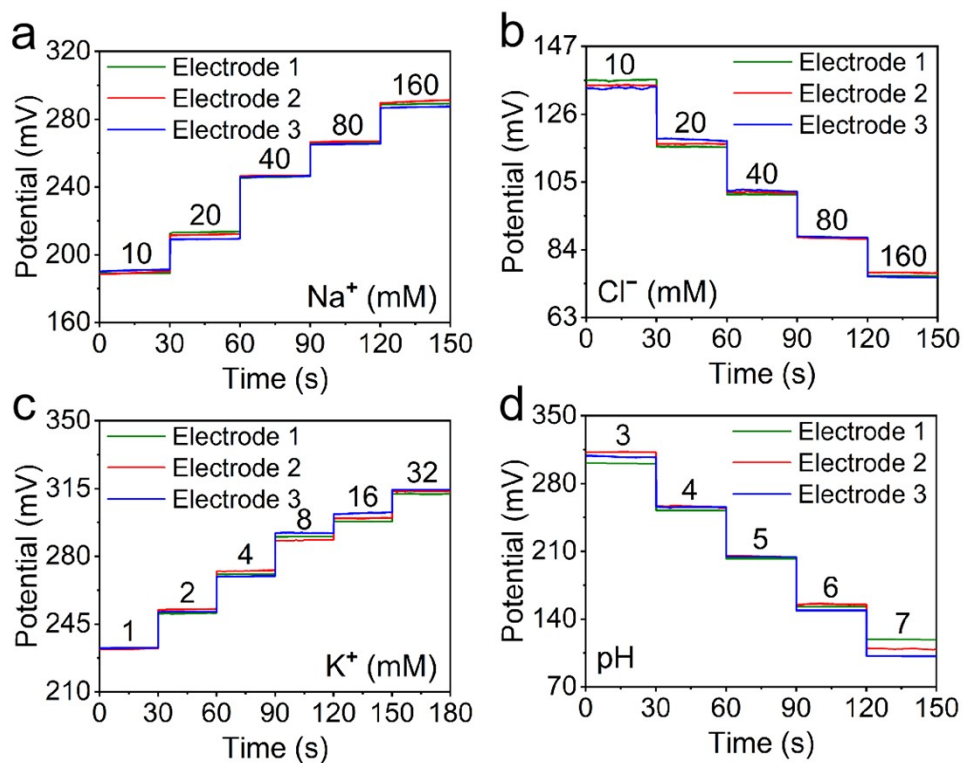 a
320
280
240
200
160
Potential (mV)
Electrode 1
Electrode 2
Electrode 3
10
20
40
80
160
Na⁺ (mM)
0 30 60 90 120 150
Time (s)
b
147
126
105
84
63
Potential (mV)
Electrode 1
Electrode 2
Electrode 3
10
20
40
80
160
Cl⁻ (mM)
0 30 60 90 120 150
Time (s)
c
350
315
280
245
210
Potential (mV)
Electrode 1
Electrode 2
Electrode 3
1
2
4
8
16
32
K⁺ (mM)
0 30 60 90 120 150 180
Time (s)
d
350
280
210
140
70
Potential (mV)
Electrode 1
Electrode 2
Electrode 3
3
4
5
6
7
pH
0 30 60 90 120 150
Time (s)